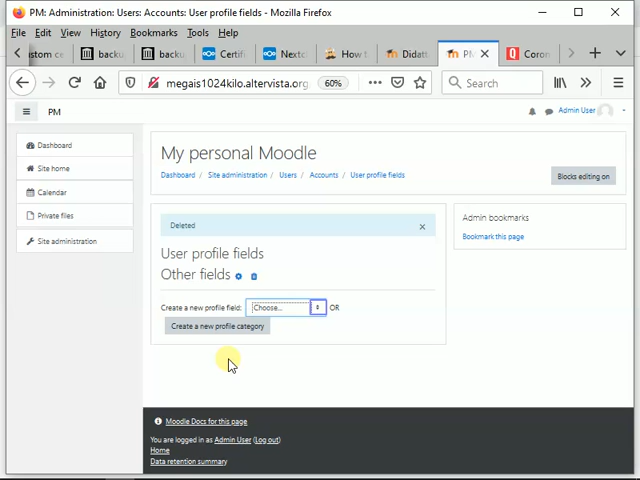 PM: Administration: Users: Accounts: User profile fields - Mozilla Firefox
File Edit View History Bookmarks Tools Help
tom ce backu backu Certifi Nextc How t Didatt PM Coron
megais1024kilo.altervista.org 60% Search
PM Admin User
Dashboard
Site home
Calendar
Private files
Site administration
My personal Moodle
Dashboard / Site administration / Users / Accounts / User profile fields
Blocks editing on
Deleted ×
User profile fields
Other fields
Create a new profile field: Choose... OR
Create a new profile category
Admin bookmarks
Bookmark this page
Moodle Docs for this page
You are logged in as Admin User (Log out)
Home
Data retention summary